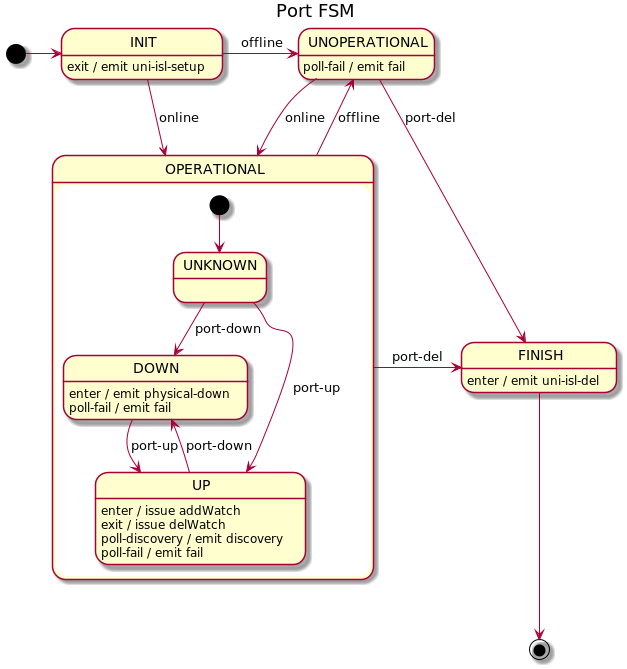 Port FSM
INIT
exit / emit uni-isl-setup
offline
UNOPERATIONAL
poll-fail / emit fail
online
online
offline
port-del
OPERATIONAL
UNKNOWN
port-down
port-up
DOWN
enter / emit physical-down
poll-fail / emit fail
port-up
port-down
UP
enter / issue addWatch
exit / issue delWatch
poll-discovery / emit discovery
poll-fail / emit fail
port-del
FINISH
enter / emit uni-isl-del